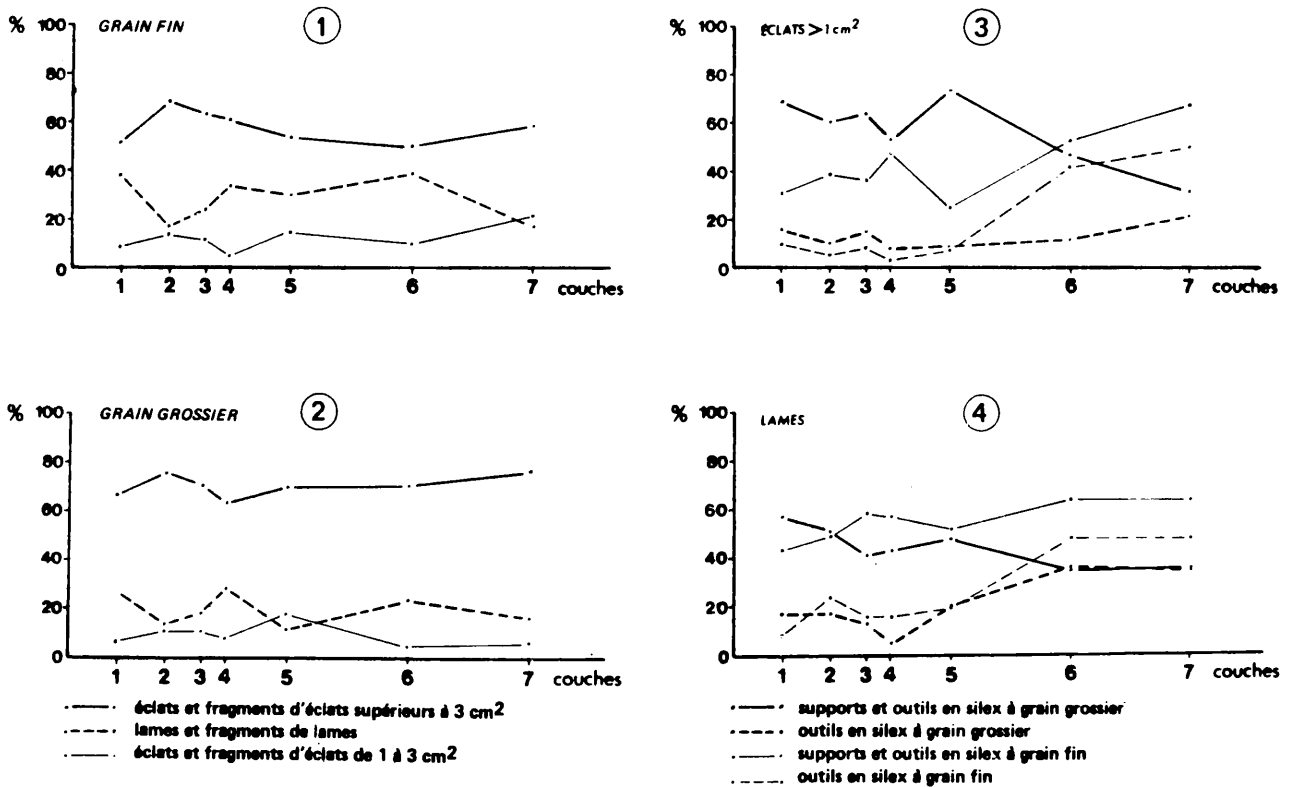 % 100 GRAIN FIN 1
80
60
40
20
0
1 2 3 4 5 6 7 couches
% 100 GRAIN GROSSIER 2
80
60
40
20
0
1 2 3 4 5 6 7 couches
éclats et fragments d'éclats supérieurs à 3 cm²
lames et fragments de lames
éclats et fragments d'éclats de 1 à 3 cm²
% 100 ÉCLATS > 1 cm² 3
80
60
40
20
0
1 2 3 4 5 6 7 couches
% 100 LAMES 4
80
60
40
20
0
1 2 3 4 5 6 7 couches
supports et outils en silex à grain grossier
outils en silex à grain grossier
supports et outils en silex à grain fin
outils en silex à grain fin